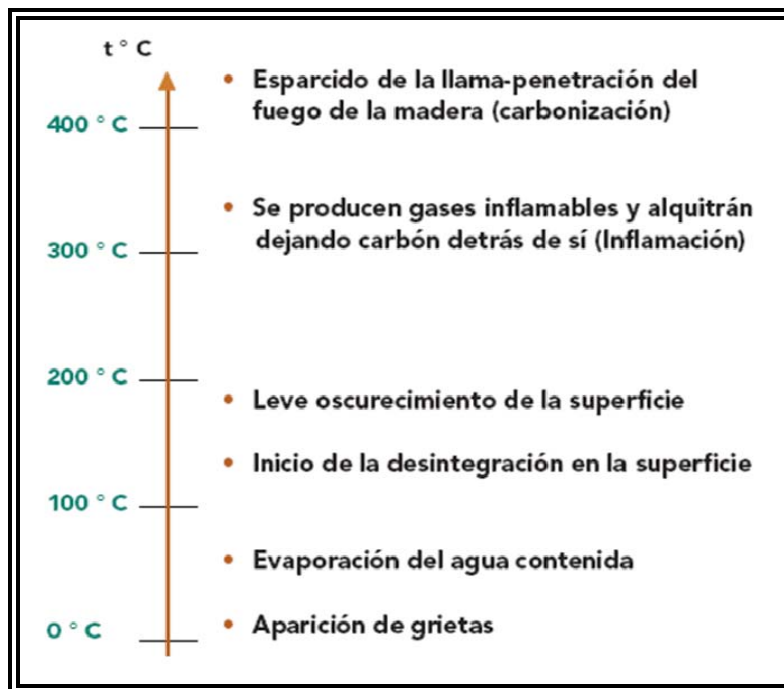 t ° C
• Esparcido de la llama-penetración del
fuego de la madera (carbonización)
400 ° C
• Se producen gases inflamables y alquitrán
dejando carbón detrás de sí (Inflamación)
300 ° C
200 ° C
• Leve oscurecimiento de la superficie
• Inicio de la desintegración en la superficie
100 ° C
• Evaporación del agua contenida
• Aparición de grietas
0 ° C